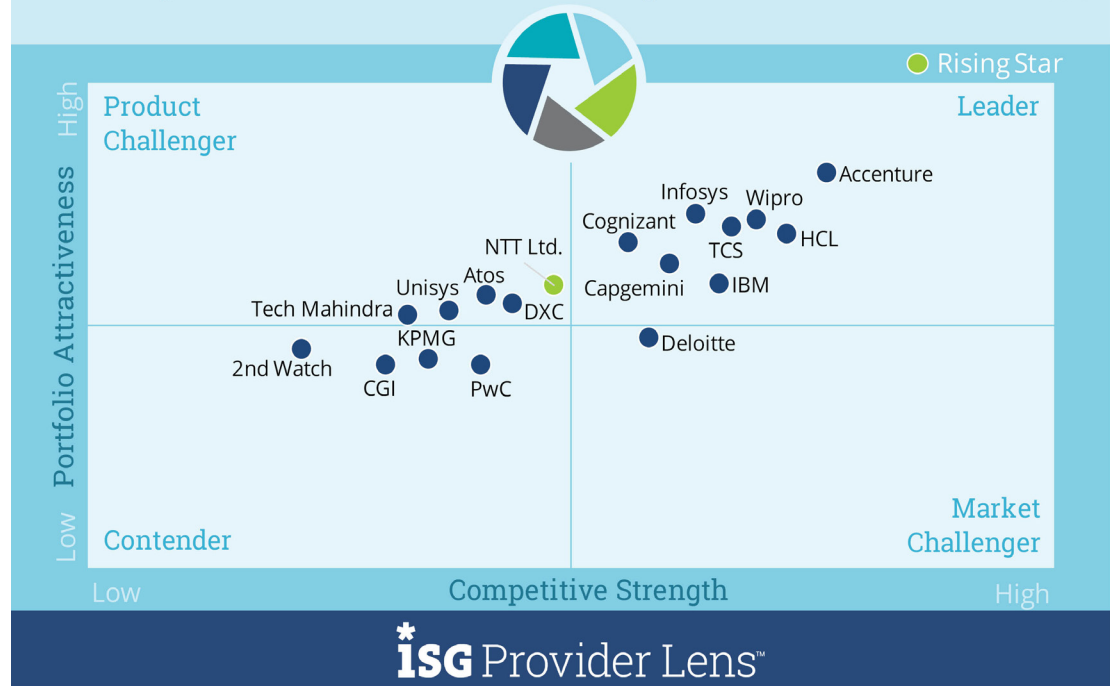 Rising Star
High
Product
Challenger
Leader
Accenture
Infosys
Wipro
Cognizant
TCS
HCL
NTT Ltd.
Capgemini
IBM
Atos
Unisys
DXC
Tech Mahindra
KPMG
Deloitte
2nd Watch
CGI
PwC
Portfolio Attractiveness
Low
Contender
Market
Challenger
Low
Competitive Strength
High
*ISG Provider Lens™